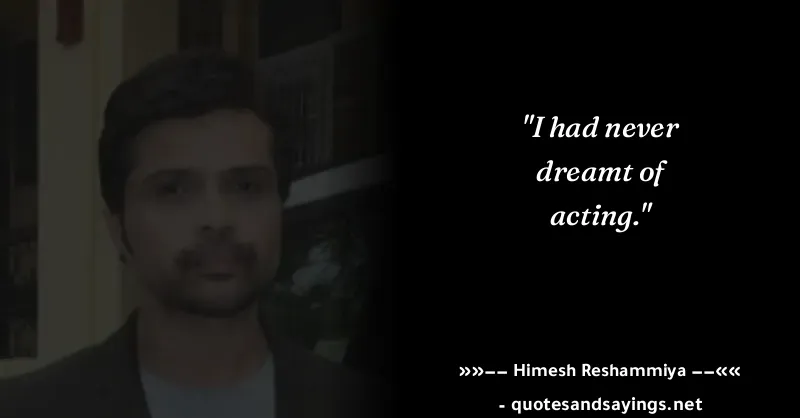 "I had never
dreamt of
acting."
»»−− Himesh Reshammiya −−««
- quotesandsayings.net